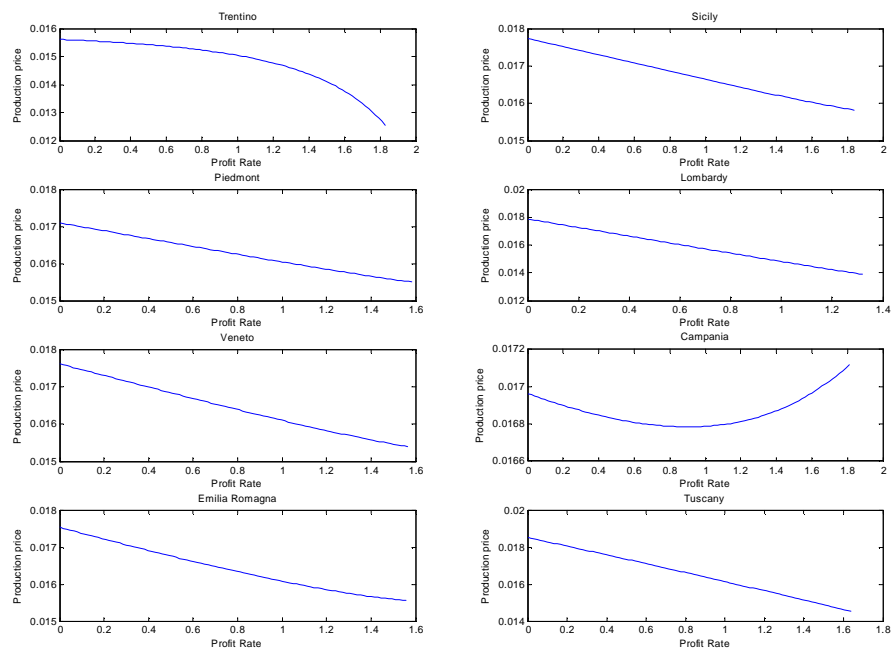 Trentino
Production price
0.016
0.015
0.014
0.013
0.012
0 0.2 0.4 0.6 0.8 1 1.2 1.4 1.6 1.8 2
Profit Rate
Sicily
Production price
0.018
0.017
0.016
0.015
0 0.2 0.4 0.6 0.8 1 1.2 1.4 1.6 1.8 2
Profit Rate
Piedmont
Production price
0.018
0.017
0.016
0.015
0 0.2 0.4 0.6 0.8 1 1.2 1.4 1.6
Profit Rate
Lombardy
Production price
0.02
0.018
0.016
0.014
0.012
0 0.2 0.4 0.6 0.8 1 1.2 1.4
Profit Rate
Veneto
Production price
0.018
0.017
0.016
0.015
0 0.2 0.4 0.6 0.8 1 1.2 1.4 1.6
Profit Rate
Campania
Production price
0.0172
0.017
0.0168
0.0166
0 0.2 0.4 0.6 0.8 1 1.2 1.4 1.6 1.8 2
Profit Rate
Emilia Romagna
Production price
0.018
0.017
0.016
0.015
0 0.2 0.4 0.6 0.8 1 1.2 1.4 1.6
Profit Rate
Tuscany
Production price
0.02
0.018
0.016
0.014
0 0.2 0.4 0.6 0.8 1 1.2 1.4 1.6 1.8
Profit Rate